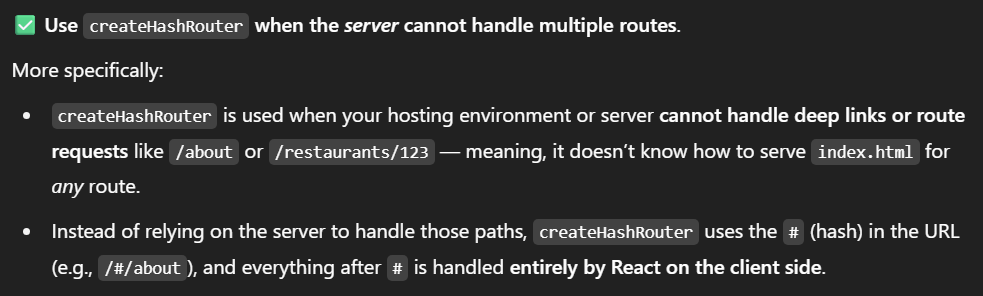 ✅ Use createHashRouter when the server cannot handle multiple routes.
More specifically:
• createHashRouter is used when your hosting environment or server cannot handle deep links or route
requests like /about or /restaurants/123 — meaning, it doesn’t know how to serve index.html for
any route.
• Instead of relying on the server to handle those paths, createHashRouter uses the # (hash) in the URL
(e.g., /#/about), and everything after # is handled entirely by React on the client side.